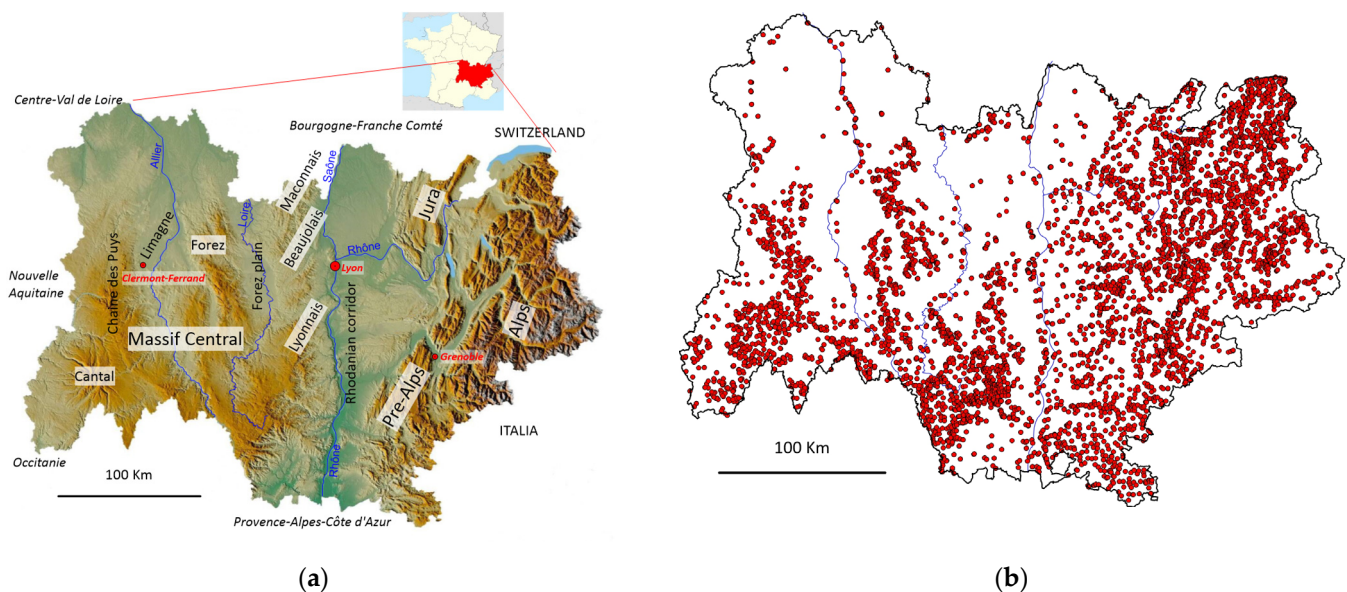 Centre-Val de Loire
Bourgogne-Franche Comté
SWITZERLAND
Allier
Maconnais
Saône
Jura
Loire
Beaujolais
Limagne
Forez
Rhône
Lyon
Nouvelle
Aquitaine
Chaîne des Puys
Clermont-Ferrand
Forez plain
Lyonnais
Rhodanian corridor
Alps
Massif Central
Grenoble
Cantal
Pre-Alps
ITALIA
Occitanie
100 Km
Rhône
Provence-Alpes-Côte d'Azur
100 Km
(a)
(b)